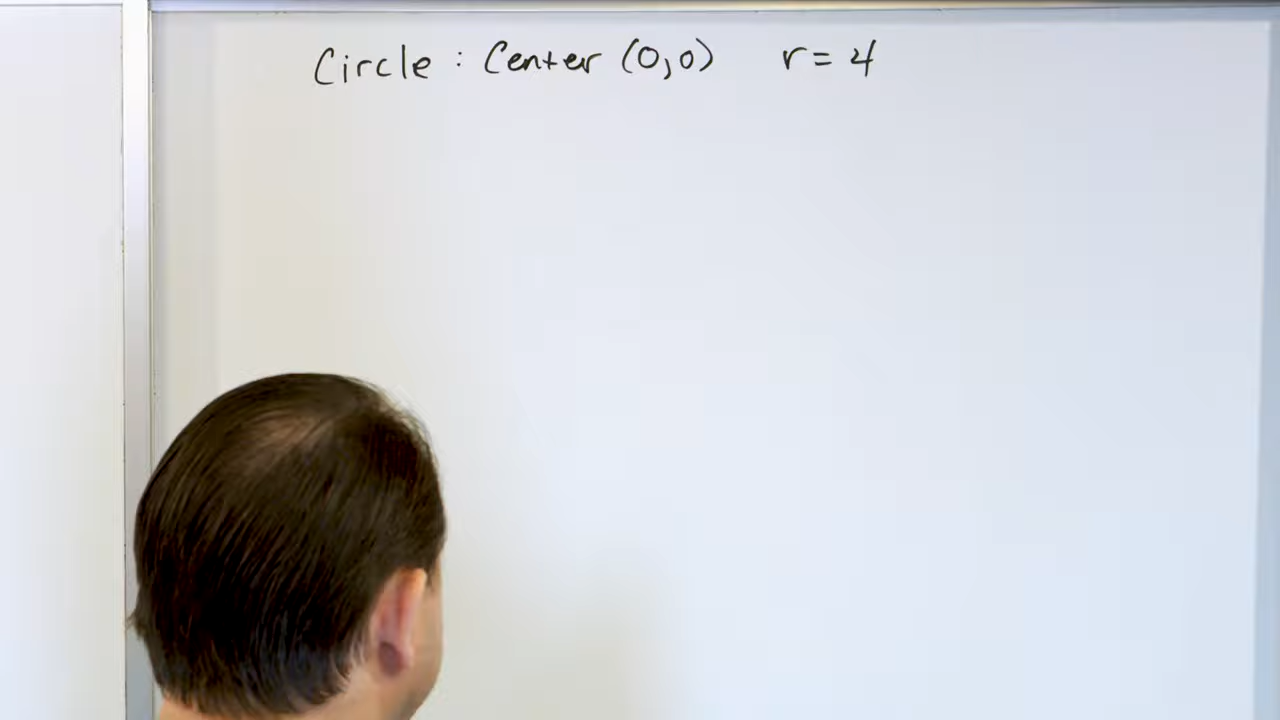 Circle : Center (0,0) r = 4